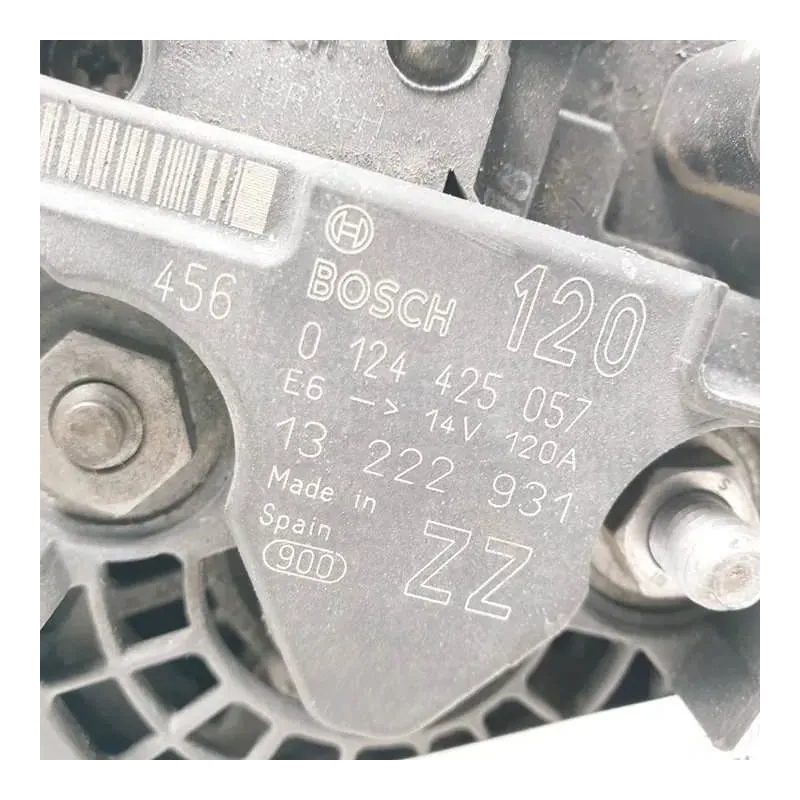 456
BOSCH
120
0 124 425 057
E6 —> 14V 120A
13 222 931
Made in
Spain
900
ZZ